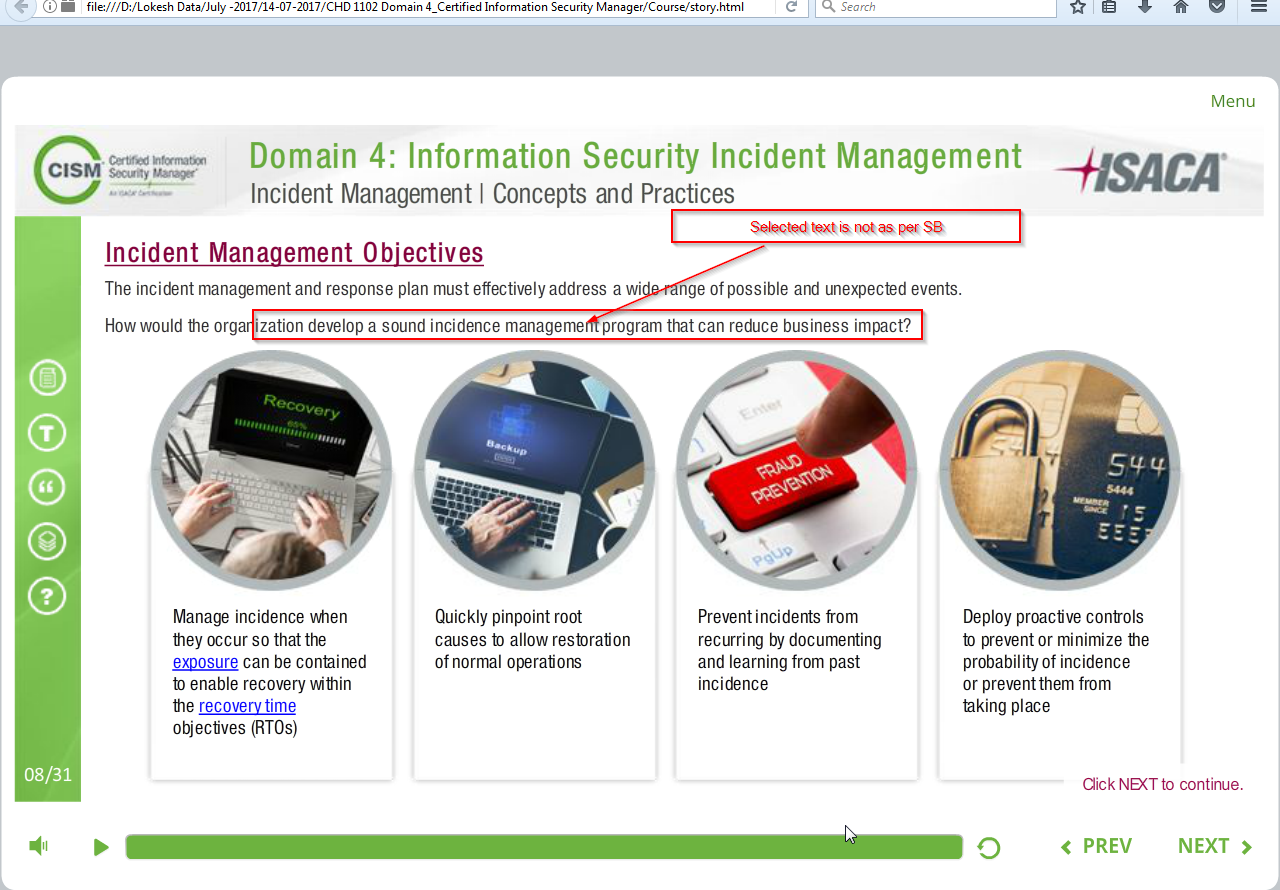 file:///D:/Lokesh Data/July -2017/14-07-2017/CHD 1102 Domain 4_Certified Information Security Manager/Course/story.html
Search
Menu
CISM
Certified Information
Security Manager®
An ISACA® Certification
Domain 4: Information Security Incident Management
Incident Management | Concepts and Practices
ISACA®
Selected text is not as per SB
Incident Management Objectives
The incident management and response plan must effectively address a wide range of possible and unexpected events.
How would the organization develop a sound incidence management program that can reduce business impact?
Recovery
65%
Backup
Enter
FRAUD
PREVENTION
PgUp
544
5444
MEMBER
SINCE
15
EEE
T
“
?
Manage incidence when
they occur so that the
exposure can be contained
to enable recovery within
the recovery time
objectives (RTOs)
Quickly pinpoint root
causes to allow restoration
of normal operations
Prevent incidents from
recurring by documenting
and learning from past
incidence
Deploy proactive controls
to prevent or minimize the
probability of incidence
or prevent them from
taking place
08/31
Click NEXT to continue.
PREV
NEXT